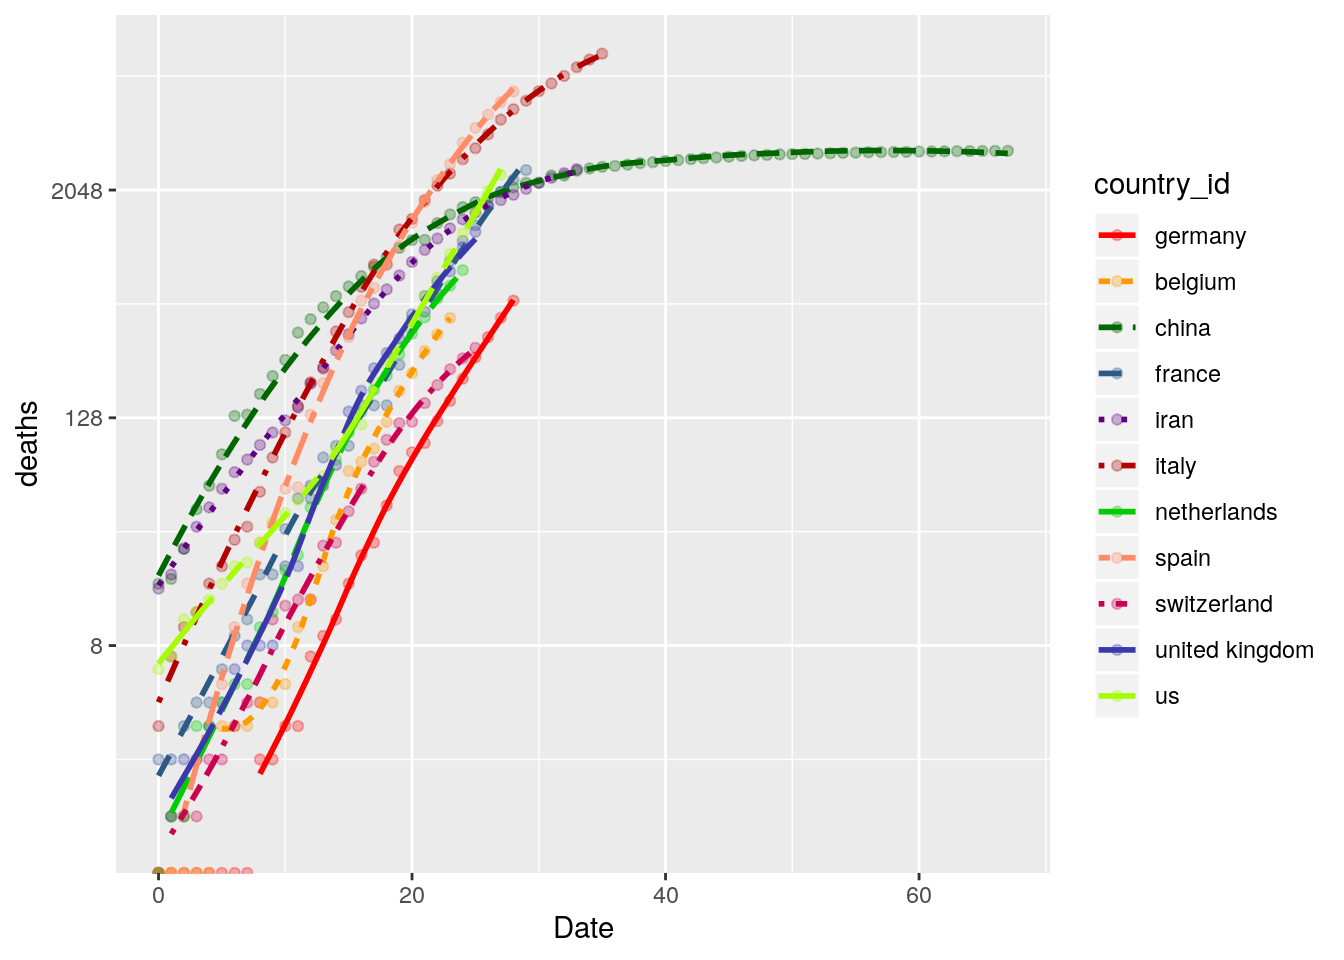 deaths
2048
128
8
0
20
40
60
Date
country_id
germany
belgium
china
france
iran
italy
netherlands
spain
switzerland
united kingdom
us